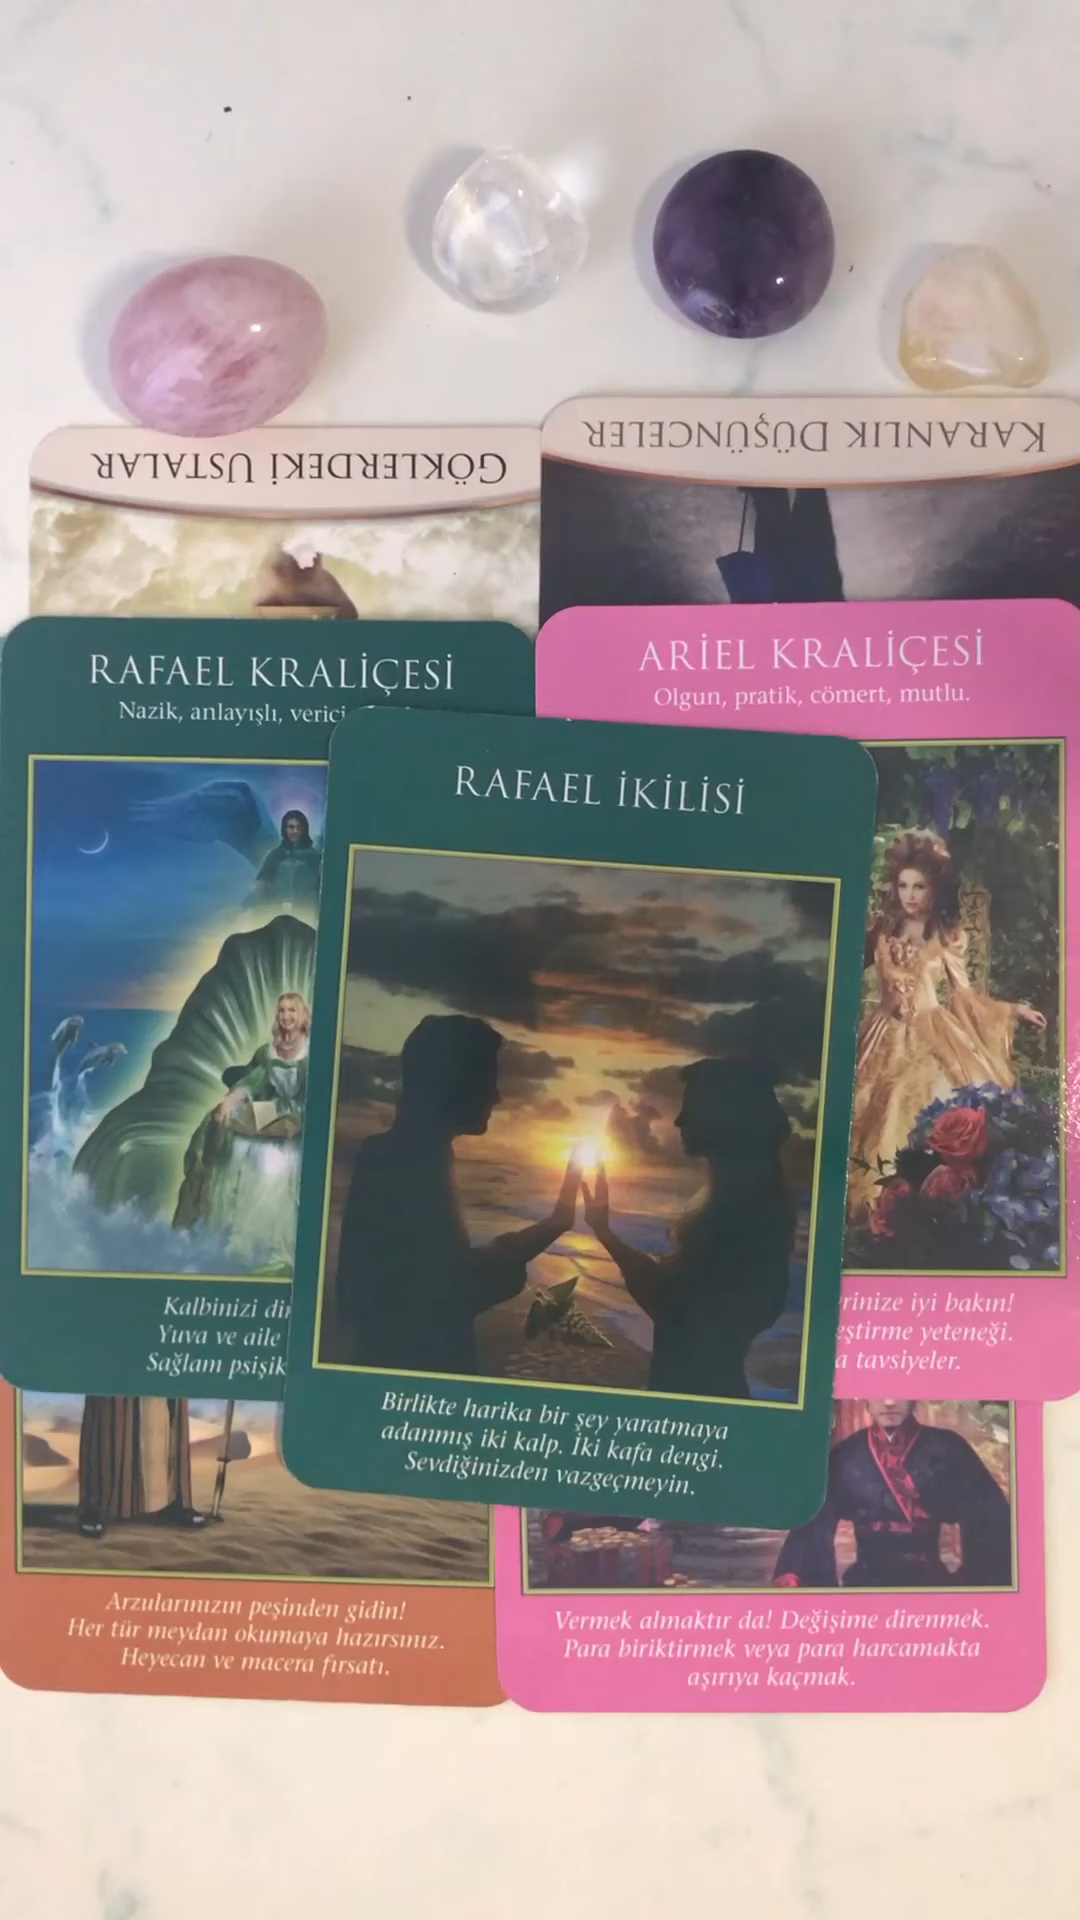 GÖKLERDEKİ USTALAR
KARANLIK DÜŞÜNCELER
RAFAEL KRALİÇESİ
Nazik, anlayışlı, verici
ARİEL KRALİÇESİ
Olgun, pratik, cömert, mutlu.
RAFAEL İKİLİSİ
Kalbinizi
Yuva ve aile
Sağlam
iyi bakın!
yeteneği.
tavsiyeler.
Birlikte harika bir şey yaratmaya
adanmış iki kalp. İki kafa dengi.
Sevdiğinizden vazgeçmeyin.
Arzularınızın peşinden gidin!
Her tür meydan okumaya hazırsınız.
Heyecan ve macera fırsatı.
Vermek almaktır da! Değişime direnmek.
Para biriktirmek veya para harcamakta
aşırıya kaçmak.